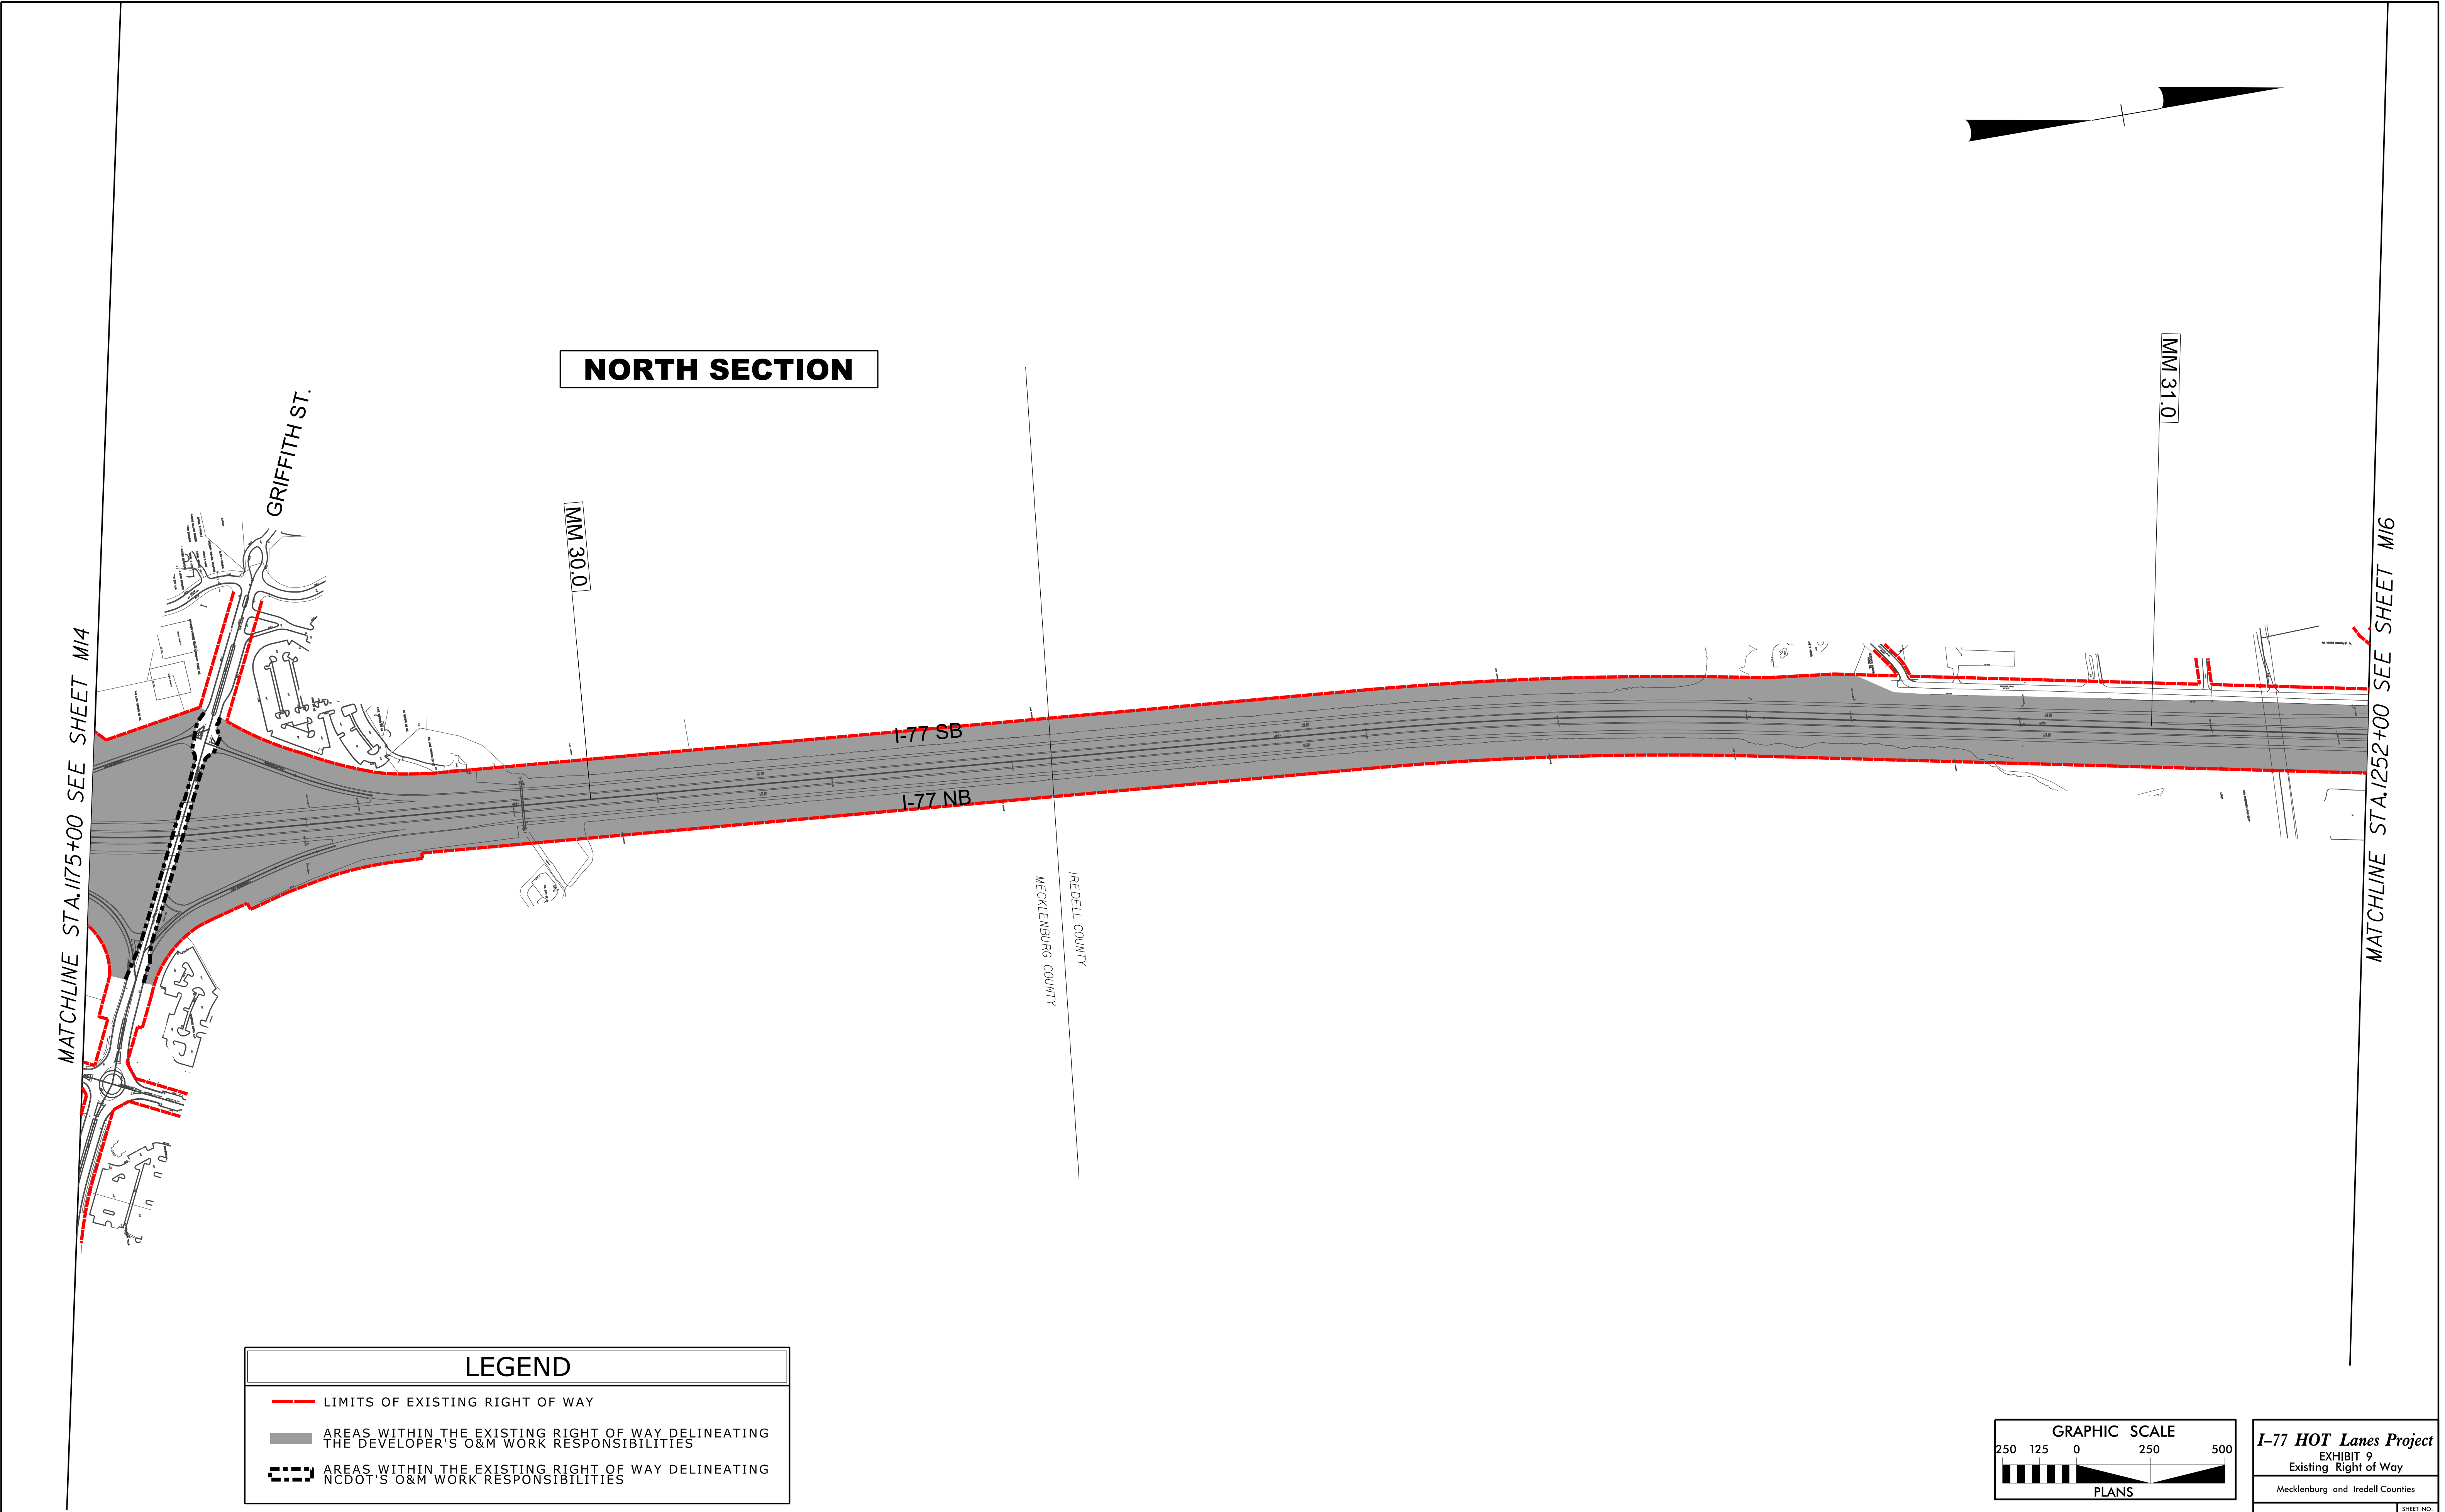 NORTH SECTION
GRIFFITH ST.
MM 30.0
MM 31.0
MATCHLINE STA.1175+00 SEE SHEET M14
MATCHLINE STA.1252+00 SEE SHEET M16
I-77 SB
I-77 NB
IREDELL COUNTY
MECKLENBURG COUNTY
LEGEND
LIMITS OF EXISTING RIGHT OF WAY
AREAS WITHIN THE EXISTING RIGHT OF WAY DELINEATING
THE DEVELOPER'S O&M WORK RESPONSIBILITIES
AREAS WITHIN THE EXISTING RIGHT OF WAY DELINEATING
NCDOT'S O&M WORK RESPONSIBILITIES
GRAPHIC SCALE
250 125 0 250 500
PLANS
I-77 HOT Lanes Project
EXHIBIT 9
Existing Right of Way
Mecklenburg and Iredell Counties
SHEET NO.